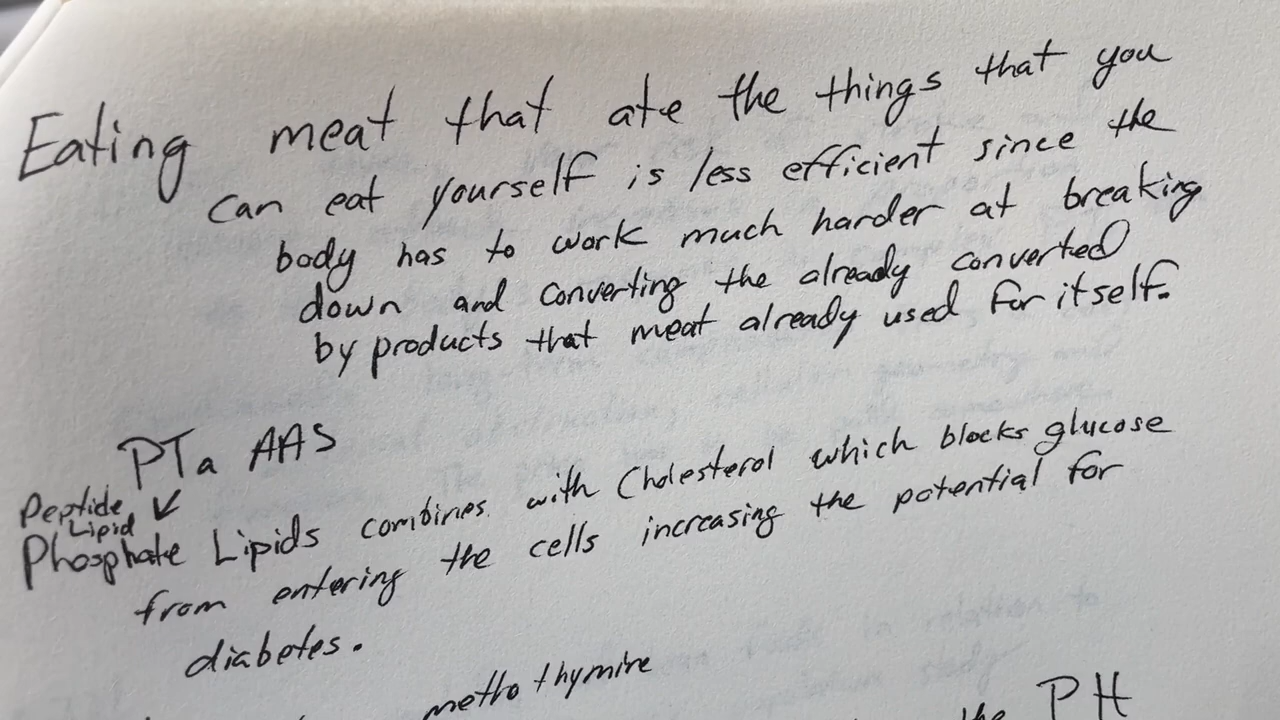 Eating meat that ate the things that you
can eat yourself is less efficient since the
body has to work much harder at breaking
down and converting the already converted
by products that meat already used for itself.
PTa AAS
Peptide
Lipid
Phosphate Lipids combines with Cholesterol which blocks glucose
from entering the cells increasing the potential for
diabetes.
the PH